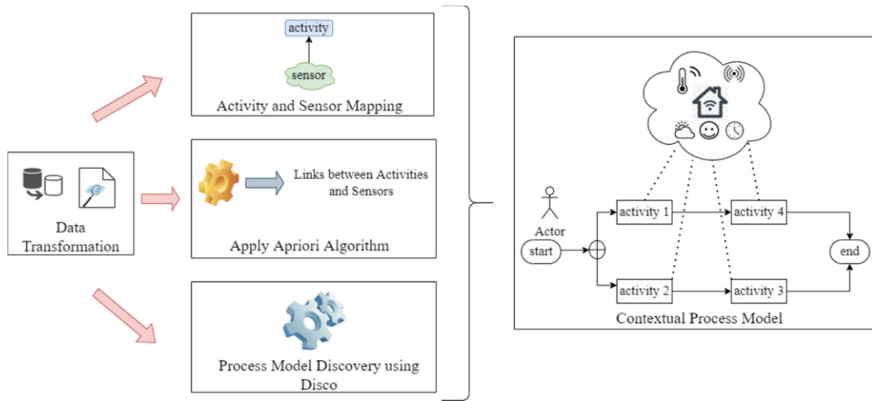 activity
sensor
Activity and Sensor Mapping
Data
Transformation
Links between Activities
and Sensors
Apply Apriori Algorithm
Process Model Discovery using
Disco
Actor
start
activity 1
activity 4
end
activity 2
activity 3
Contextual Process Model